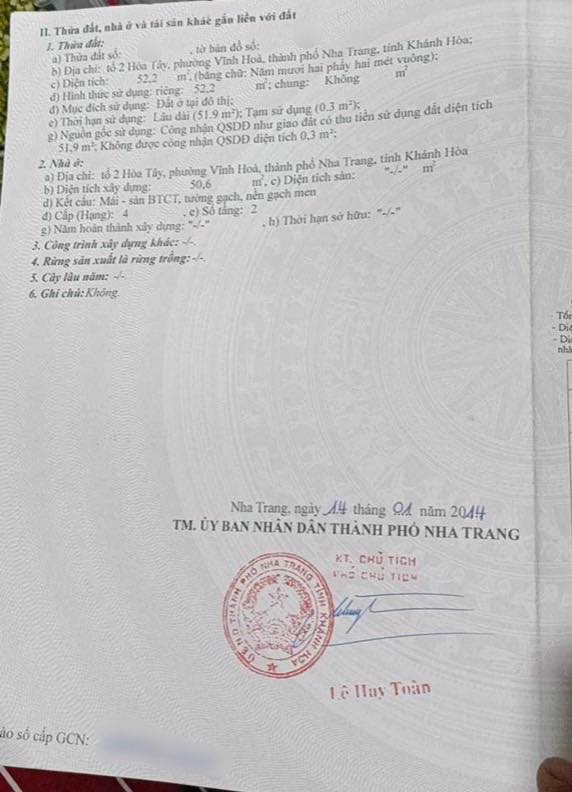 II. Thửa đất, nhà ở và tài sản khác gắn liền với đất
1. Thửa đất:
a) Thửa đất số: , tờ bản đồ số:
b) Địa chỉ: tổ 2 Hòa Tây, phường Vĩnh Hoà, thành phố Nha Trang, tỉnh Khánh Hòa;
c) Diện tích: 52,2 m², (bằng chữ: Năm mươi hai phẩy hai mét vuông);
d) Hình thức sử dụng: riêng: 52,2 m²; chung: Không m²
đ) Mục đích sử dụng: Đất ở tại đô thị;
e) Thời hạn sử dụng: Lâu dài (51.9 m²); Tạm sử dụng (0.3 m²);
g) Nguồn gốc sử dụng: Công nhận QSDĐ như giao đất có thu tiền sử dụng đất diện tích
51,9 m²; Không được công nhận QSDĐ diện tích 0,3 m²;
2. Nhà ở:
a) Địa chỉ: tổ 2 Hòa Tây, phường Vĩnh Hoà, thành phố Nha Trang, tỉnh Khánh Hòa
b) Diện tích xây dựng: 50,6 m², c) Diện tích sàn: "-/-" m²
d) Kết cấu: Mái - sàn BTCT, tường gạch, nền gạch men
đ) Cấp (Hạng): 4 , e) Số tầng: 2
g) Năm hoàn thành xây dựng: "-/-" , h) Thời hạn sở hữu: "-/-"
3. Công trình xây dựng khác: -/-.
4. Rừng sản xuất là rừng trồng: -/-.
5. Cây lâu năm: -/-.
6. Ghi chú: Không.
Tổn
- Diệ
- Di
nhà
Nha Trang, ngày 14 tháng 01 năm 2014
TM. ỦY BAN NHÂN DÂN THÀNH PHỐ NHA TRANG
KT. CHỦ TỊCH
PHÓ CHỦ TỊCH
U.B.N.D THÀNH PHỐ NHA TRANG TỈNH KHÁNH HÒA
Lê Huy Toàn
ào sổ cấp GCN: